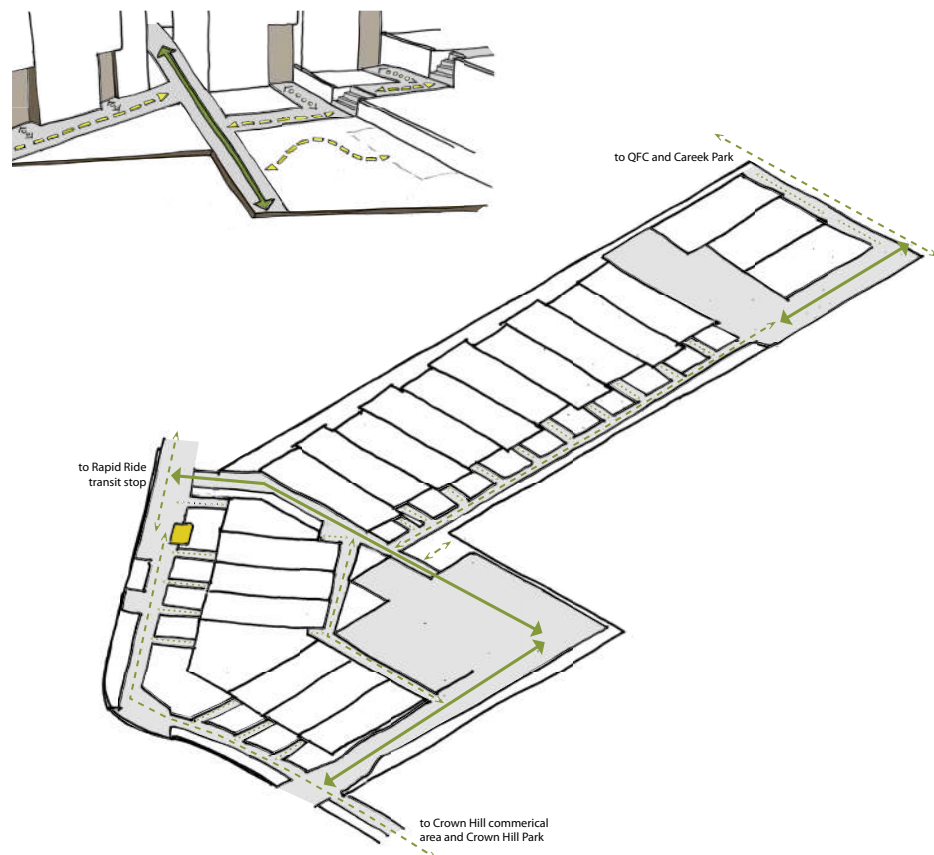 to QFC and Careek Park
to Rapid Ride
transit stop
to Crown Hill commerical
area and Crown Hill Park